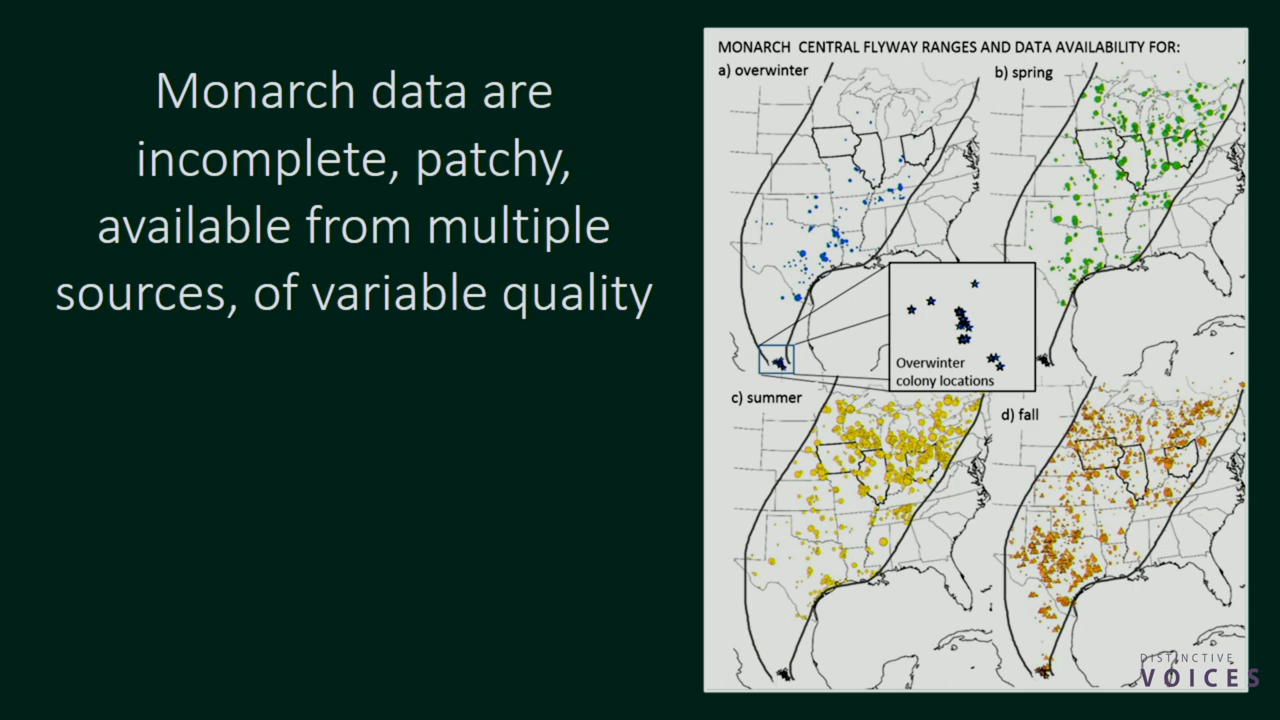 Monarch data are
incomplete, patchy,
available from multiple
sources, of variable quality
MONARCH CENTRAL FLYWAY RANGES AND DATA AVAILABILITY FOR:
a) overwinter
b) spring
Overwinter
colony locations
c) summer
d) fall
DISTINCTIVE
VOICES